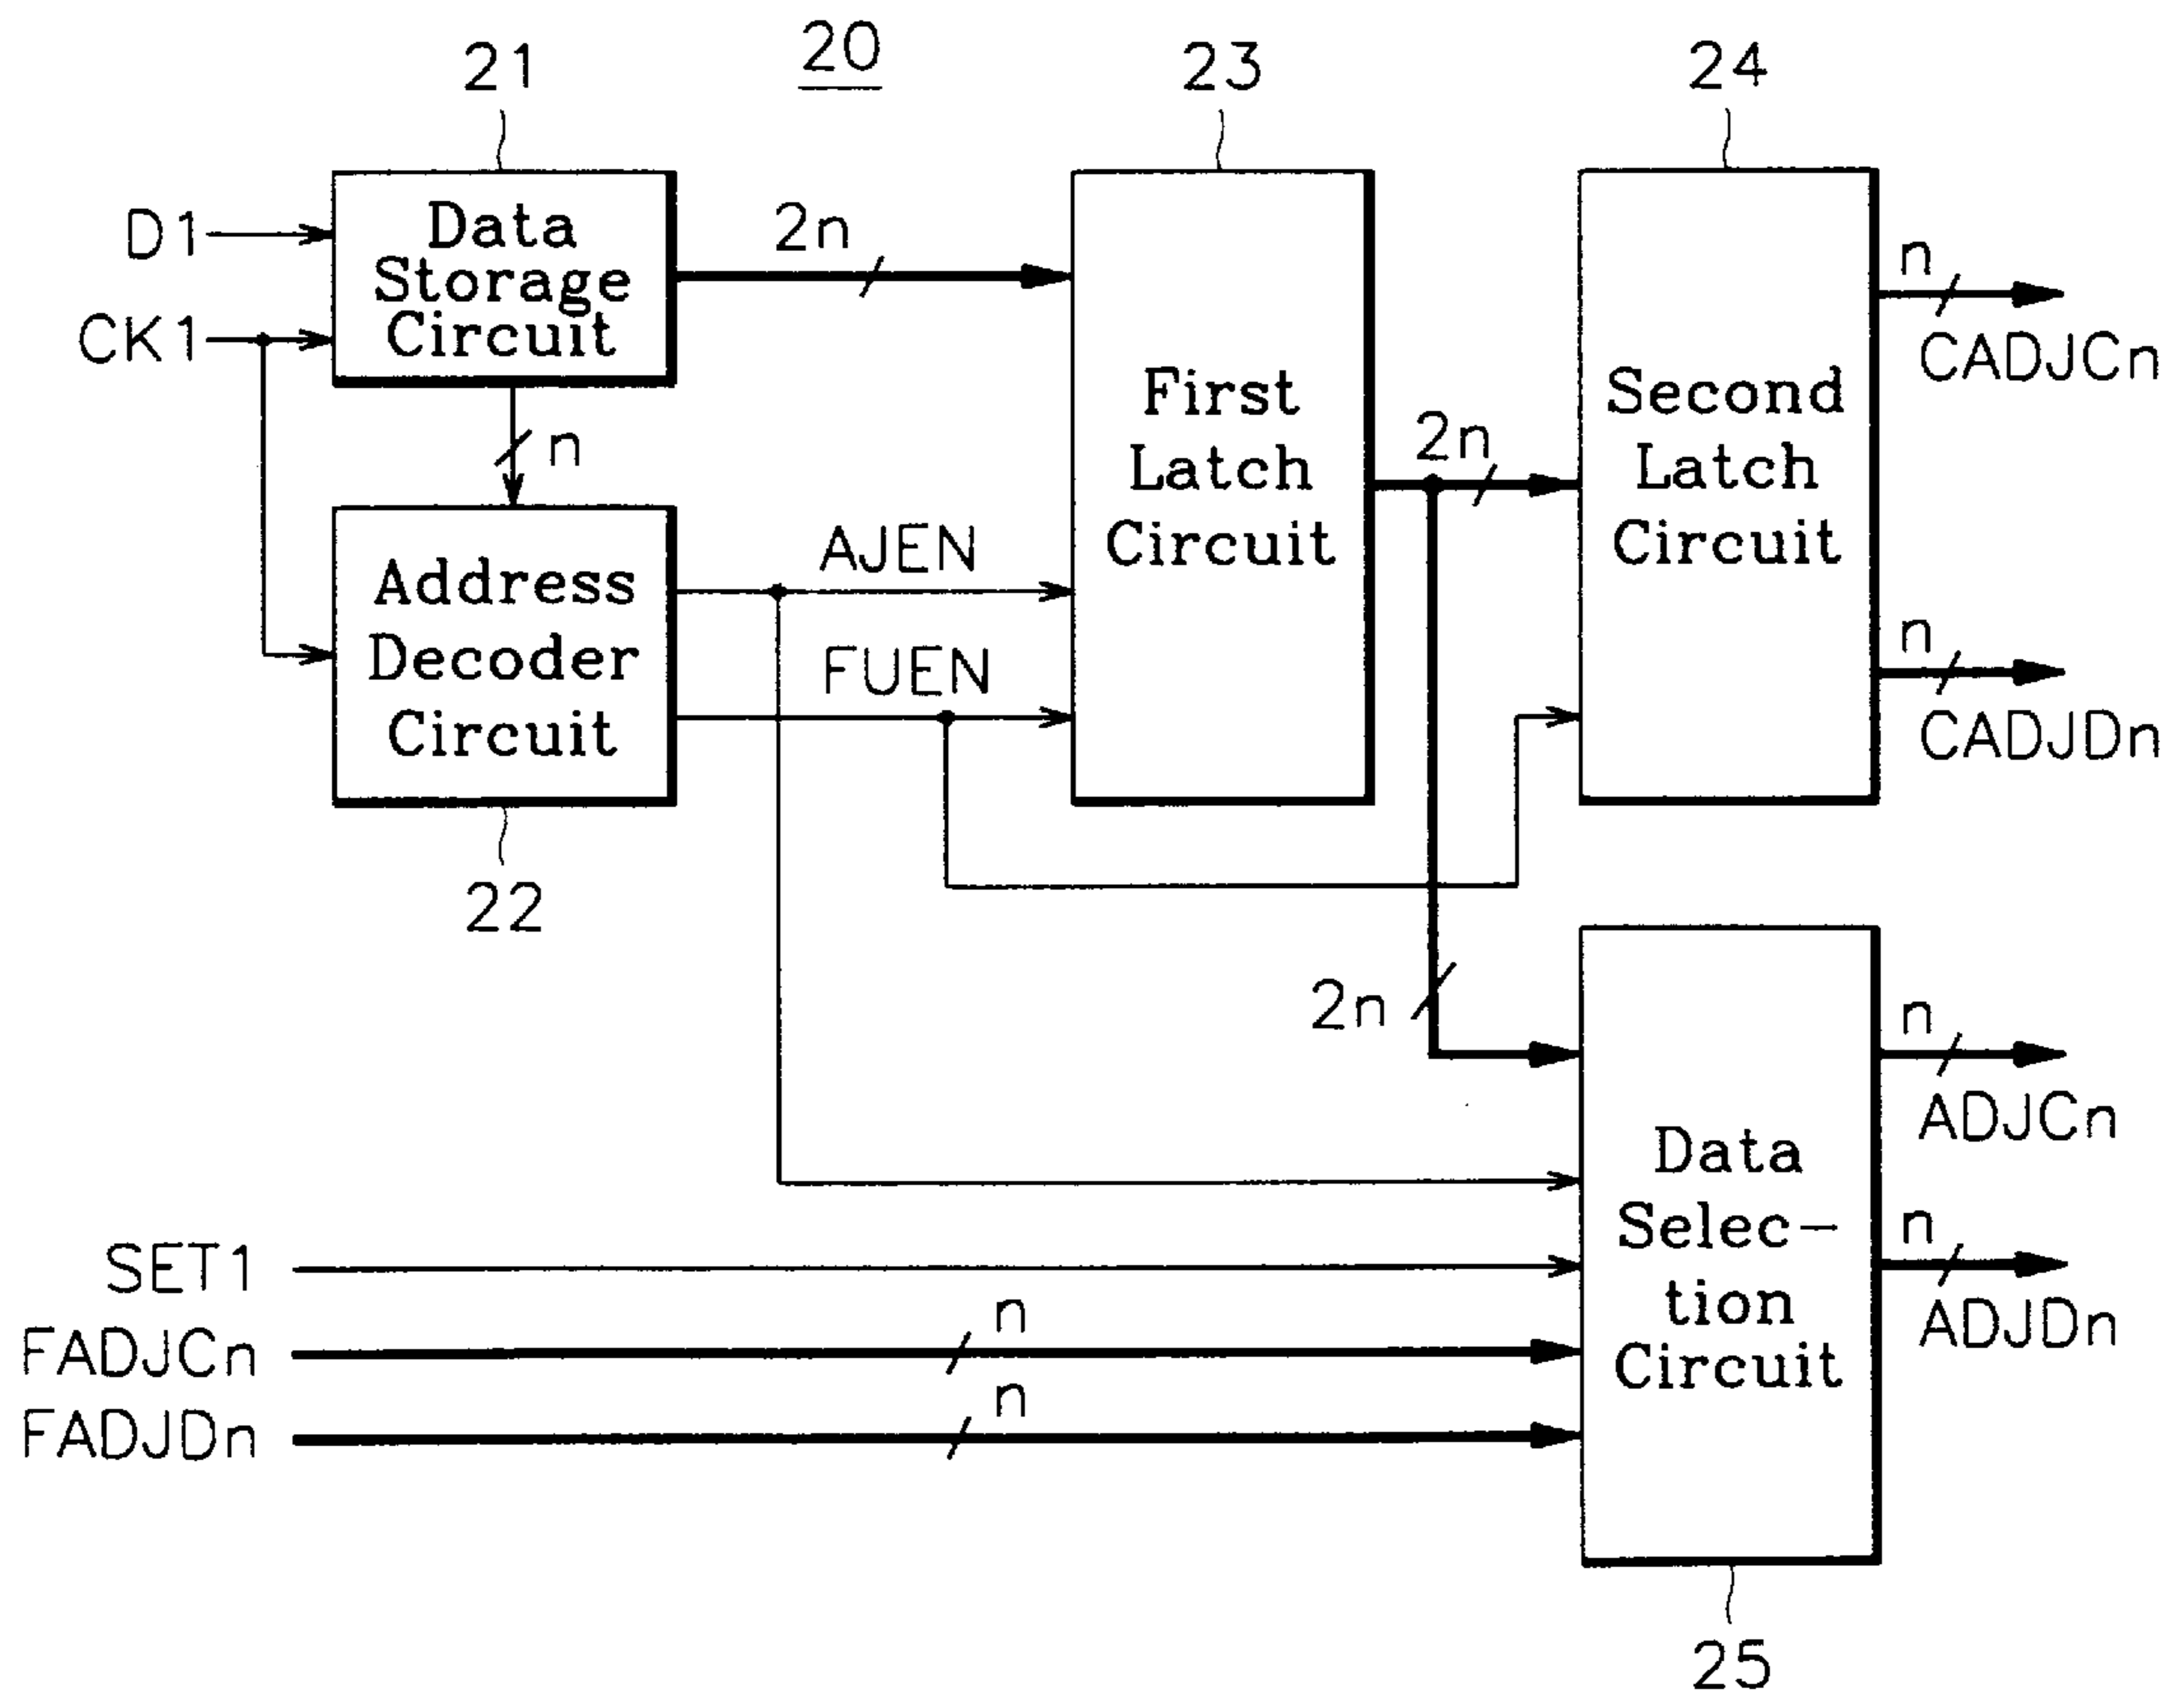 20
21
23
24
D1
CK1
Data
Storage
Circuit
2n
n
First
Latch
Circuit
2n
Second
Latch
Circuit
n
CADJCn
n
CADJDn
Address
Decoder
Circuit
AJEN
FUEN
22
2n
Data
Selec-
tion
Circuit
n
ADJCn
n
ADJDn
SET1
FADJCn
n
FADJDn
n
25